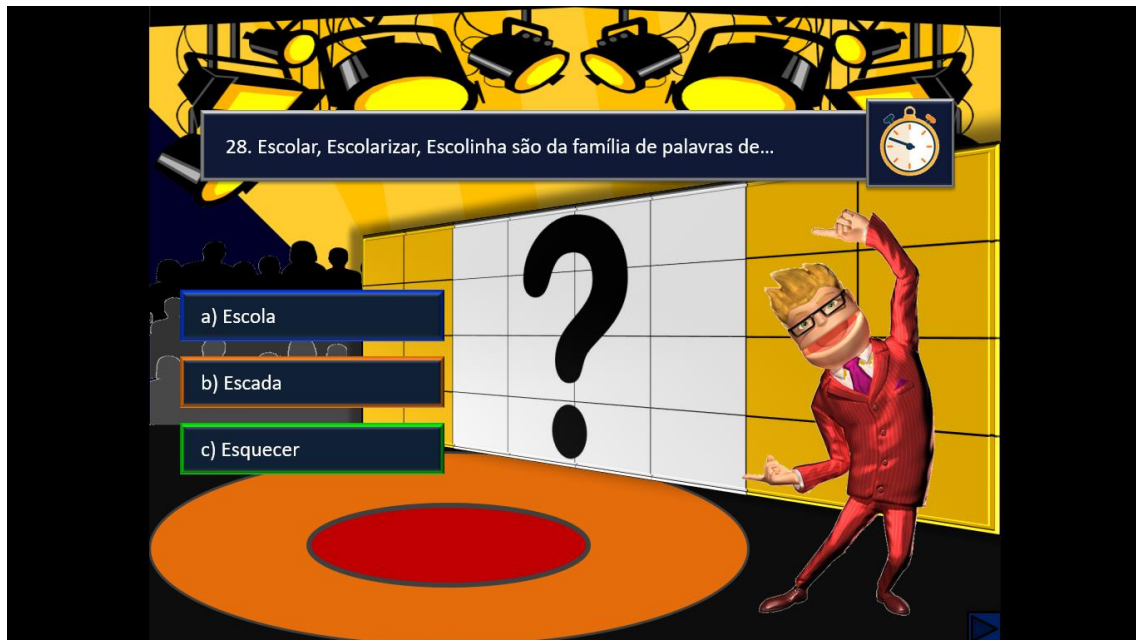 28. Escolar, Escolarizar, Escolinha são da família de palavras de...
a) Escola
b) Escada
c) Esquecer